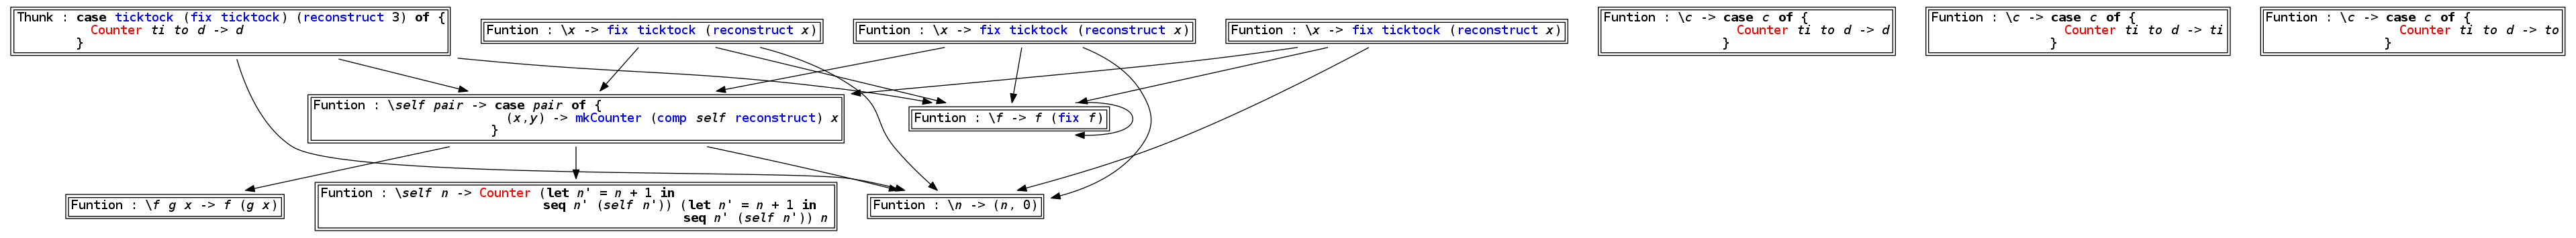 Thunk : case ticktock (fix ticktock) (reconstruct 3) of {
Counter ti to d -> d
}
Funtion : \x -> fix ticktock (reconstruct x)
Funtion : \x -> fix ticktock (reconstruct x)
Funtion : \x -> fix ticktock (reconstruct x)
Funtion : \c -> case c of {
Counter ti to d -> d
}
Funtion : \c -> case c of {
Counter ti to d -> ti
}
Funtion : \c -> case c of {
Counter ti to d -> to
}
Funtion : \self pair -> case pair of {
(x,y) -> mkCounter (comp self reconstruct) x
}
Funtion : \f -> f (fix f)
Funtion : \f g x -> f (g x)
Funtion : \self n -> Counter (let n' = n + 1 in
seq n' (self n')) (let n' = n + 1 in
seq n' (self n')) n
Funtion : \n -> (n, 0)